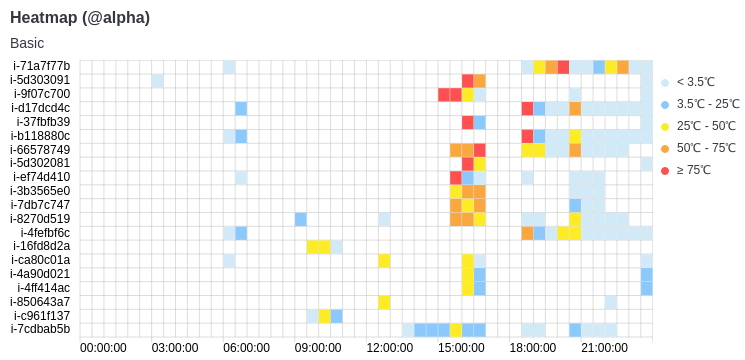 Heatmap (@alpha)
Basic
i-71a7f77b
i-5d303091
i-9f07c700
i-d17dcd4c
i-37fbfb39
i-b118880c
i-66578749
i-5d302081
i-ef74d410
i-3b3565e0
i-7db7c747
i-8270d519
i-4fefbf6c
i-16fd8d2a
i-ca80c01a
i-4a90d021
i-4ff414ac
i-850643a7
i-c961f137
i-7cdbab5b
00:00:00 03:00:00 06:00:00 09:00:00 12:00:00 15:00:00 18:00:00 21:00:00
< 3.5℃
3.5℃ - 25℃
25℃ - 50℃
50℃ - 75℃
≥ 75℃